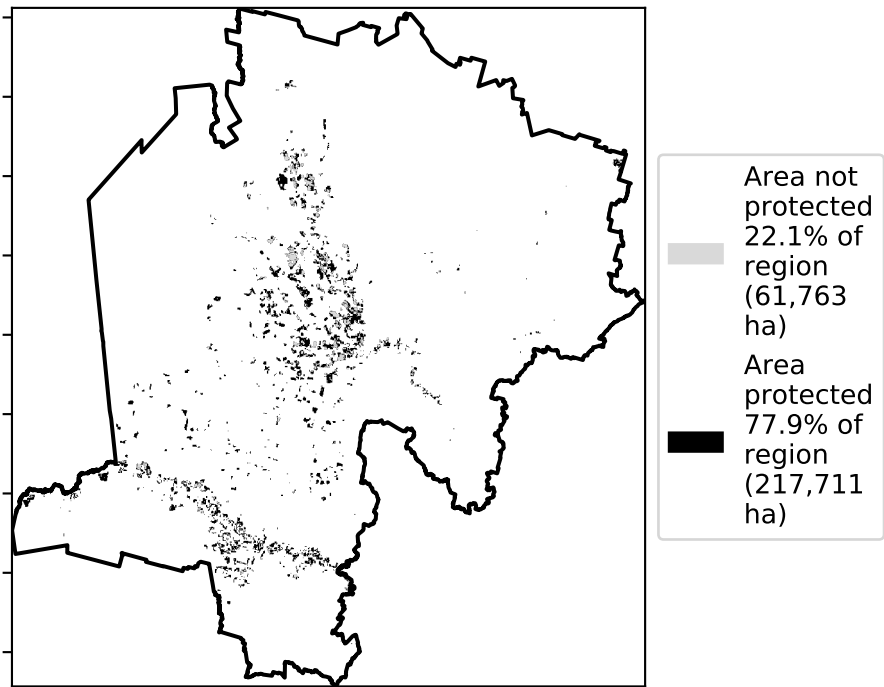 Area not
protected
22.1% of
region
(61,763
ha)
Area
protected
77.9% of
region
(217,711
ha)